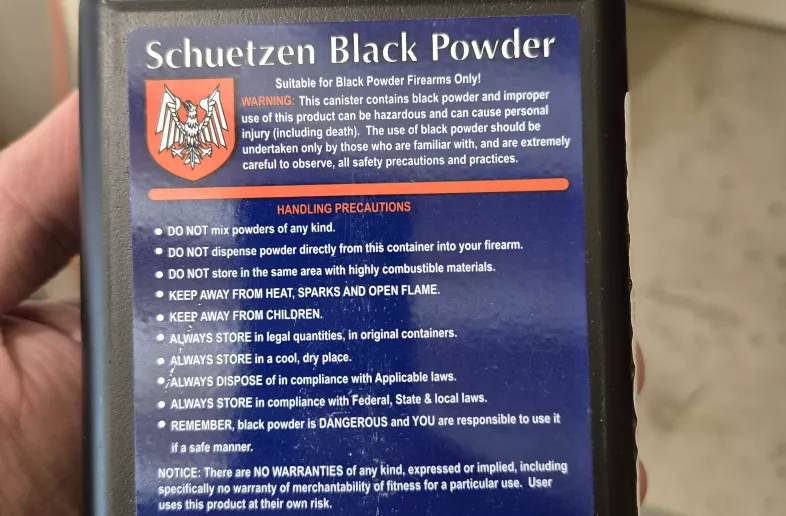 Schuetzen Black Powder
Suitable for Black Powder Firearms Only!
WARNING: This canister contains black powder and improper
use of this product can be hazardous and can cause personal
injury (including death). The use of black powder should be
undertaken only by those who are familiar with, and are extremely
careful to observe, all safety precautions and practices.
HANDLING PRECAUTIONS
• DO NOT mix powders of any kind.
• DO NOT dispense powder directly from this container into your firearm.
• DO NOT store in the same area with highly combustible materials.
• KEEP AWAY FROM HEAT, SPARKS AND OPEN FLAME.
• KEEP AWAY FROM CHILDREN.
• ALWAYS STORE in legal quantities, in original containers.
• ALWAYS STORE in a cool, dry place.
• ALWAYS DISPOSE of in compliance with Applicable laws.
• ALWAYS STORE in compliance with Federal, State & local laws.
• REMEMBER, black powder is DANGEROUS and YOU are responsible to use it
if a safe manner.
NOTICE: There are NO WARRANTIES of any kind, expressed or implied, including
specifically no warranty of merchantability of fitness for a particular use. User
uses this product at their own risk.